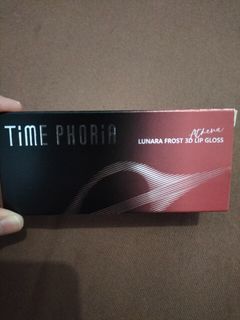 TiME PHORiA
Athena
LUNARA FROST 3D LIP GLOSS